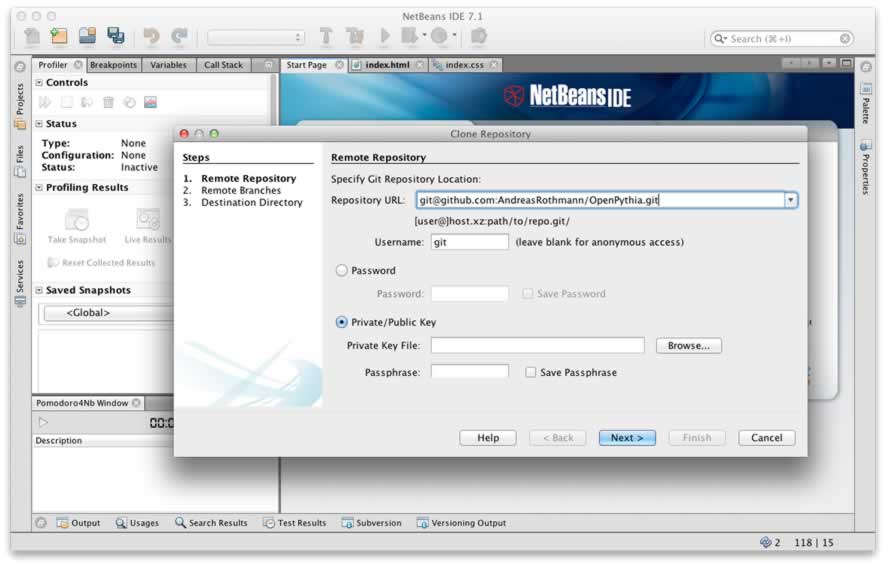 NetBeans IDE 7.1
Search (⌘+I)
Profiler
Breakpoints
Variables
Call Stack
Start Page
index.html
index.css
Projects
Files
Favorites
Services
Controls
Status
Type: None
Configuration: None
Status: Inactive
Profiling Results
Take Snapshot
Live Results
Reset Collected Results
Saved Snapshots
<Global>
Pomodoro4Nb Window
00:0
Description
NetBeans IDE
Palette
Properties
Clone Repository
Steps
1. Remote Repository
2. Remote Branches
3. Destination Directory
Remote Repository
Specify Git Repository Location:
Repository URL: git@github.com:AndreasRothmann/OpenPythia.git
[user@]host.xz:path/to/repo.git/
Username: git (leave blank for anonymous access)
Password
Password: Save Password
Private/Public Key
Private Key File: Browse...
Passphrase: Save Passphrase
Help
< Back
Next >
Finish
Cancel
Output
Usages
Search Results
Test Results
Subversion
Versioning Output
2
118 | 15